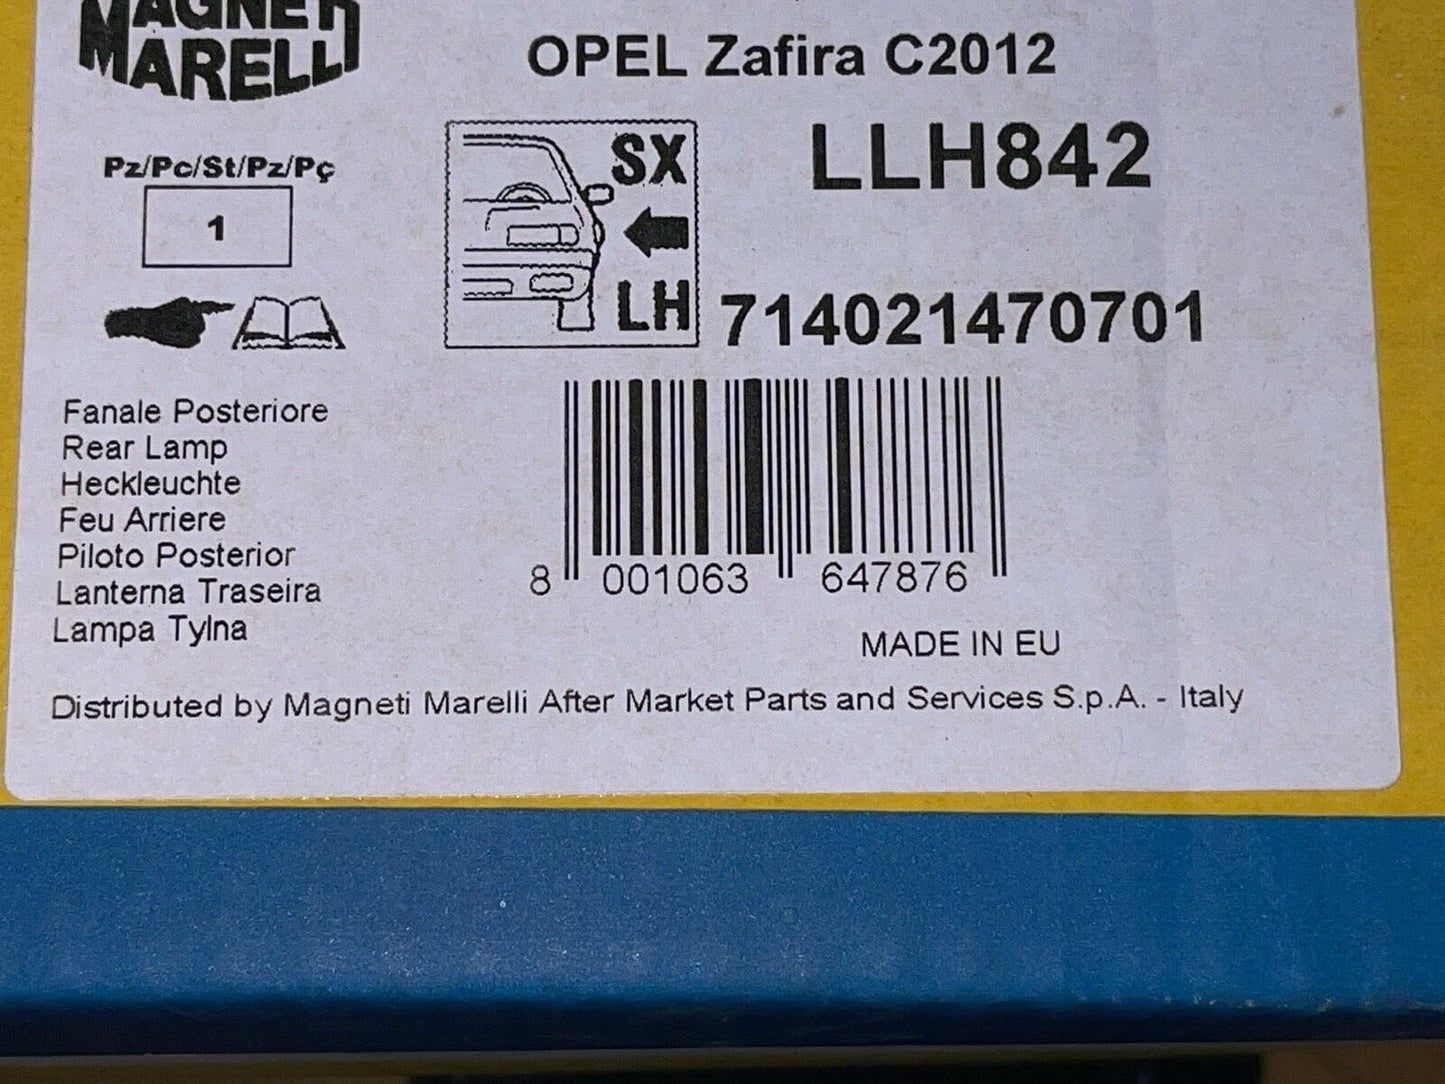 MAGNETI
MARELLI
OPEL Zafira C2012
LLH842
Pz/Pc/St/Pz/Pç
1
SX
LH
714021470701
Fanale Posteriore
Rear Lamp
Heckleuchte
Feu Arriere
Piloto Posterior
Lanterna Traseira
Lampa Tylna
8 001063 647876
MADE IN EU
Distributed by Magneti Marelli After Market Parts and Services S.p.A. - Italy